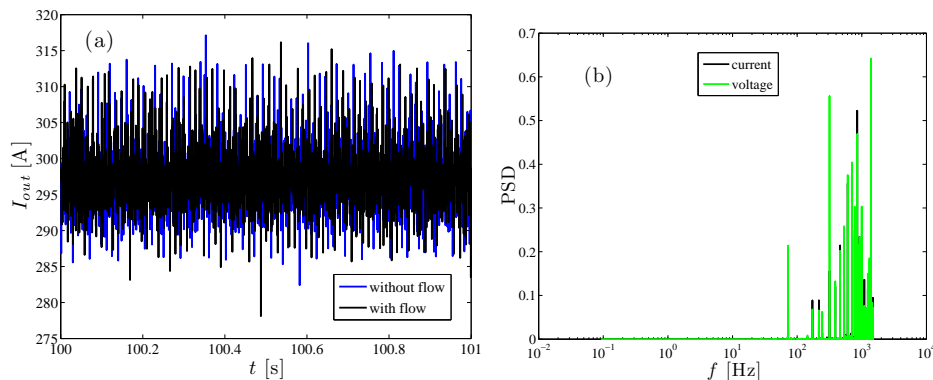 320
315
310
305
300
295
290
285
280
275
I_out [A]
(a)
without flow
with flow
100 100.2 100.4 100.6 100.8 101
t [s]
0.7
0.6
0.5
0.4
0.3
0.2
0.1
0
PSD
(b)
current
voltage
10^−2 10^0 10^1 10^2 10^3 10^4
f [Hz]